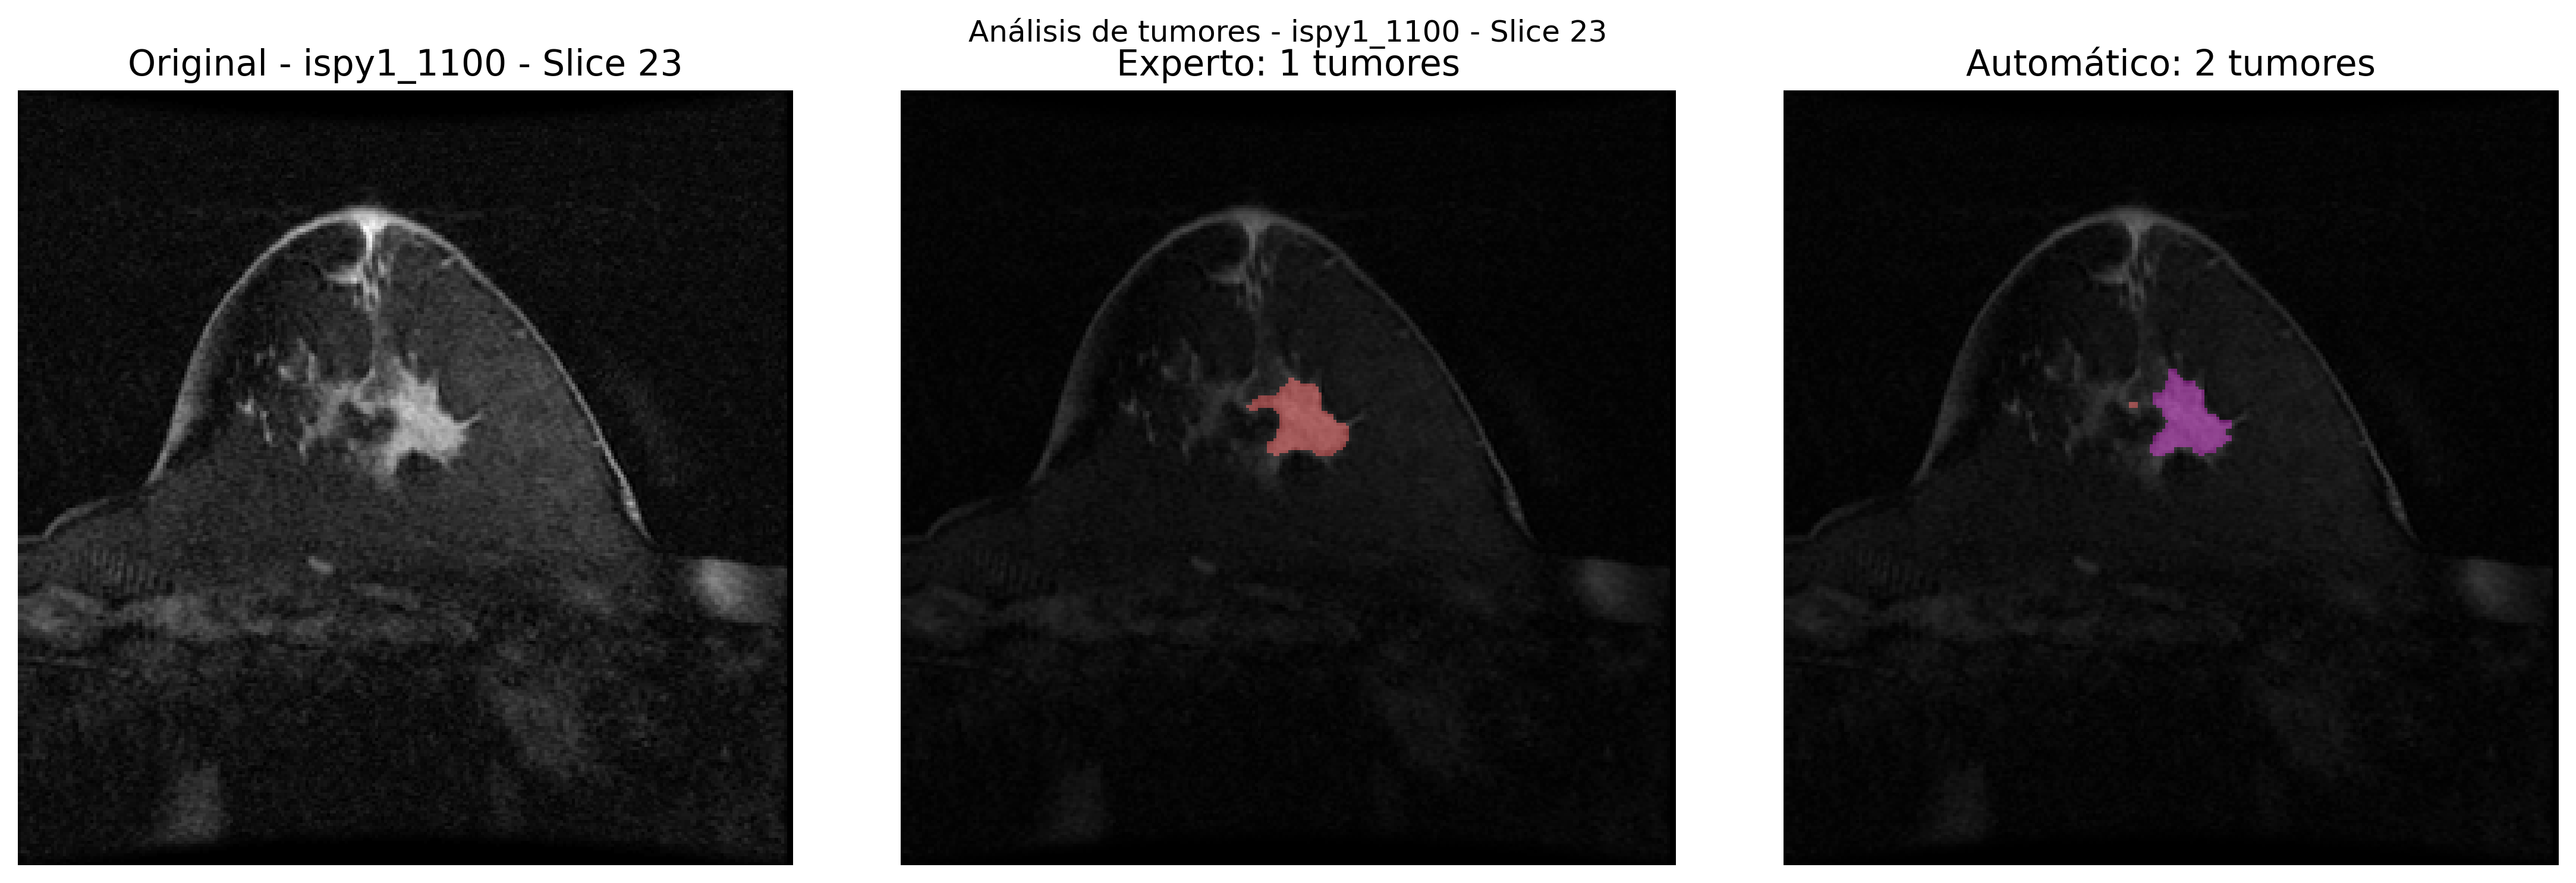 Análisis de tumores - ispy1_1100 - Slice 23
Original - ispy1_1100 - Slice 23
Experto: 1 tumores
Automático: 2 tumores